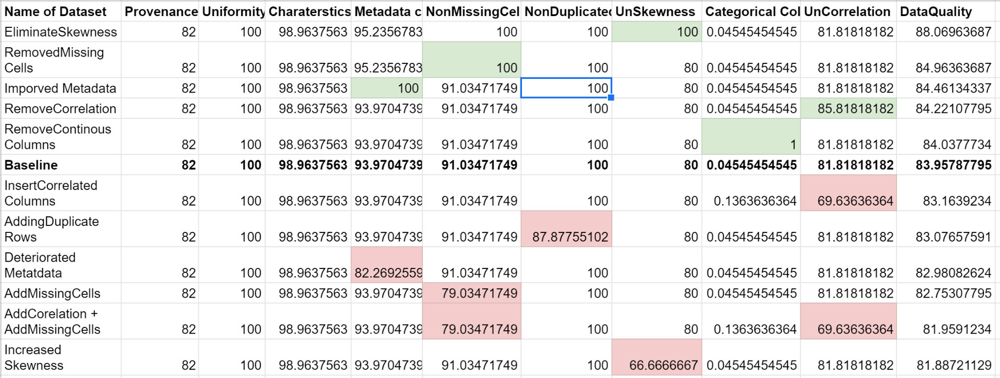 Name of Dataset Provenance Uniformity Charaterstics Metadata c NonMissingCel NonDuplicated UnSkewness Categorical Col UnCorrelation DataQuality
EliminateSkewness 82 100 98.9637563 95.2356783 100 100 100 0.04545454545 81.81818182 88.06963687
RemovedMissing
Cells 82 100 98.9637563 95.2356783 100 100 80 0.04545454545 81.81818182 84.96363687
Imporved Metadata 82 100 98.9637563 100 91.03471749 100 80 0.04545454545 81.81818182 84.46134337
RemoveCorrelation 82 100 98.9637563 93.9704739 91.03471749 100 80 0.04545454545 85.81818182 84.22107795
RemoveContinous
Columns 82 100 98.9637563 93.9704739 91.03471749 100 80 1 81.81818182 84.0377734
Baseline 82 100 98.9637563 93.9704739 91.03471749 100 80 0.04545454545 81.81818182 83.95787795
InsertCorrelated
Columns 82 100 98.9637563 93.9704739 91.03471749 100 80 0.1363636364 69.63636364 83.1639234
AddingDuplicate
Rows 82 100 98.9637563 93.9704739 91.03471749 87.87755102 80 0.04545454545 81.81818182 83.07657591
Deteriorated
Metatdata 82 100 98.9637563 82.2692559 91.03471749 100 80 0.04545454545 81.81818182 82.98082624
AddMissingCells 82 100 98.9637563 93.9704739 79.03471749 100 80 0.04545454545 81.81818182 82.75307795
AddCorelation +
AddMissingCells 82 100 98.9637563 93.9704739 79.03471749 100 80 0.1363636364 69.63636364 81.9591234
Increased
Skewness 82 100 98.9637563 93.9704739 91.03471749 100 66.6666667 0.04545454545 81.81818182 81.88721129